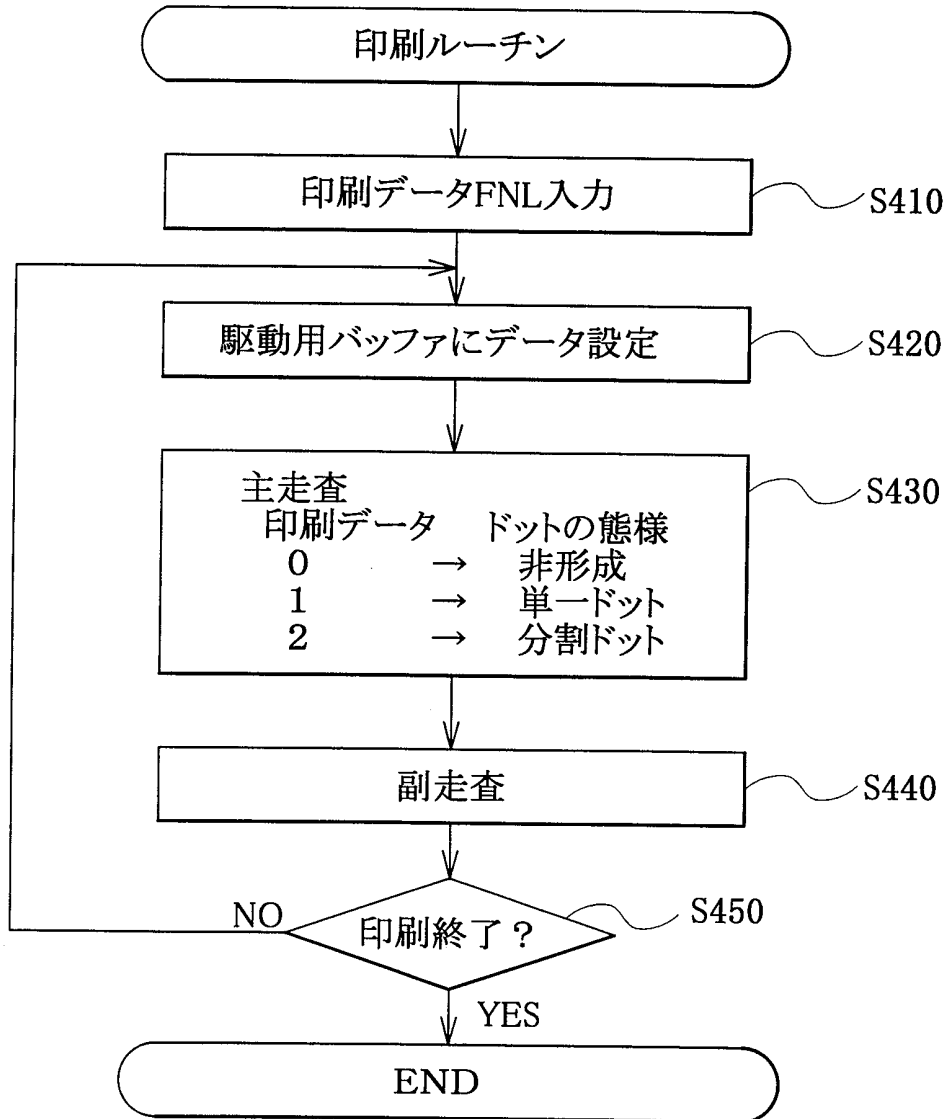 印刷ルーチン
印刷データFNL入力
S410
駆動用バッファにデータ設定
S420
主走査
印刷データ ドットの態様
0 → 非形成
1 → 単一ドット
2 → 分割ドット
S430
副走査
S440
印刷終了？
S450
NO
YES
END